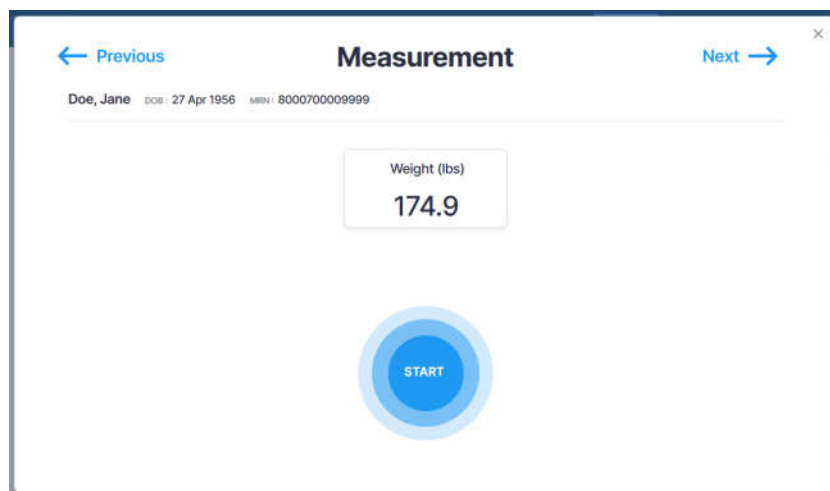 Previous Measurement Next
Doe, Jane DOB: 27 Apr 1956 MRN: 8000700009999
Weight (lbs)
174.9
START